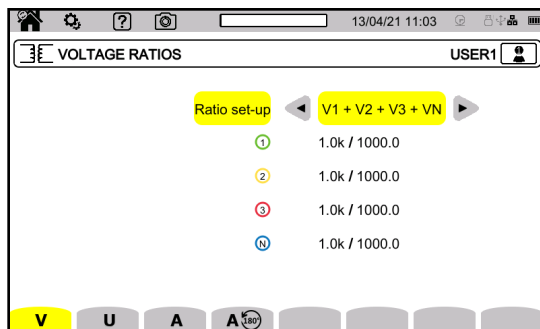 13/04/21 11:03
VOLTAGE RATIOS USER1
Ratio set-up V1 + V2 + V3 + VN
1 1.0k / 1000.0
2 1.0k / 1000.0
3 1.0k / 1000.0
N 1.0k / 1000.0
V U A A 180°